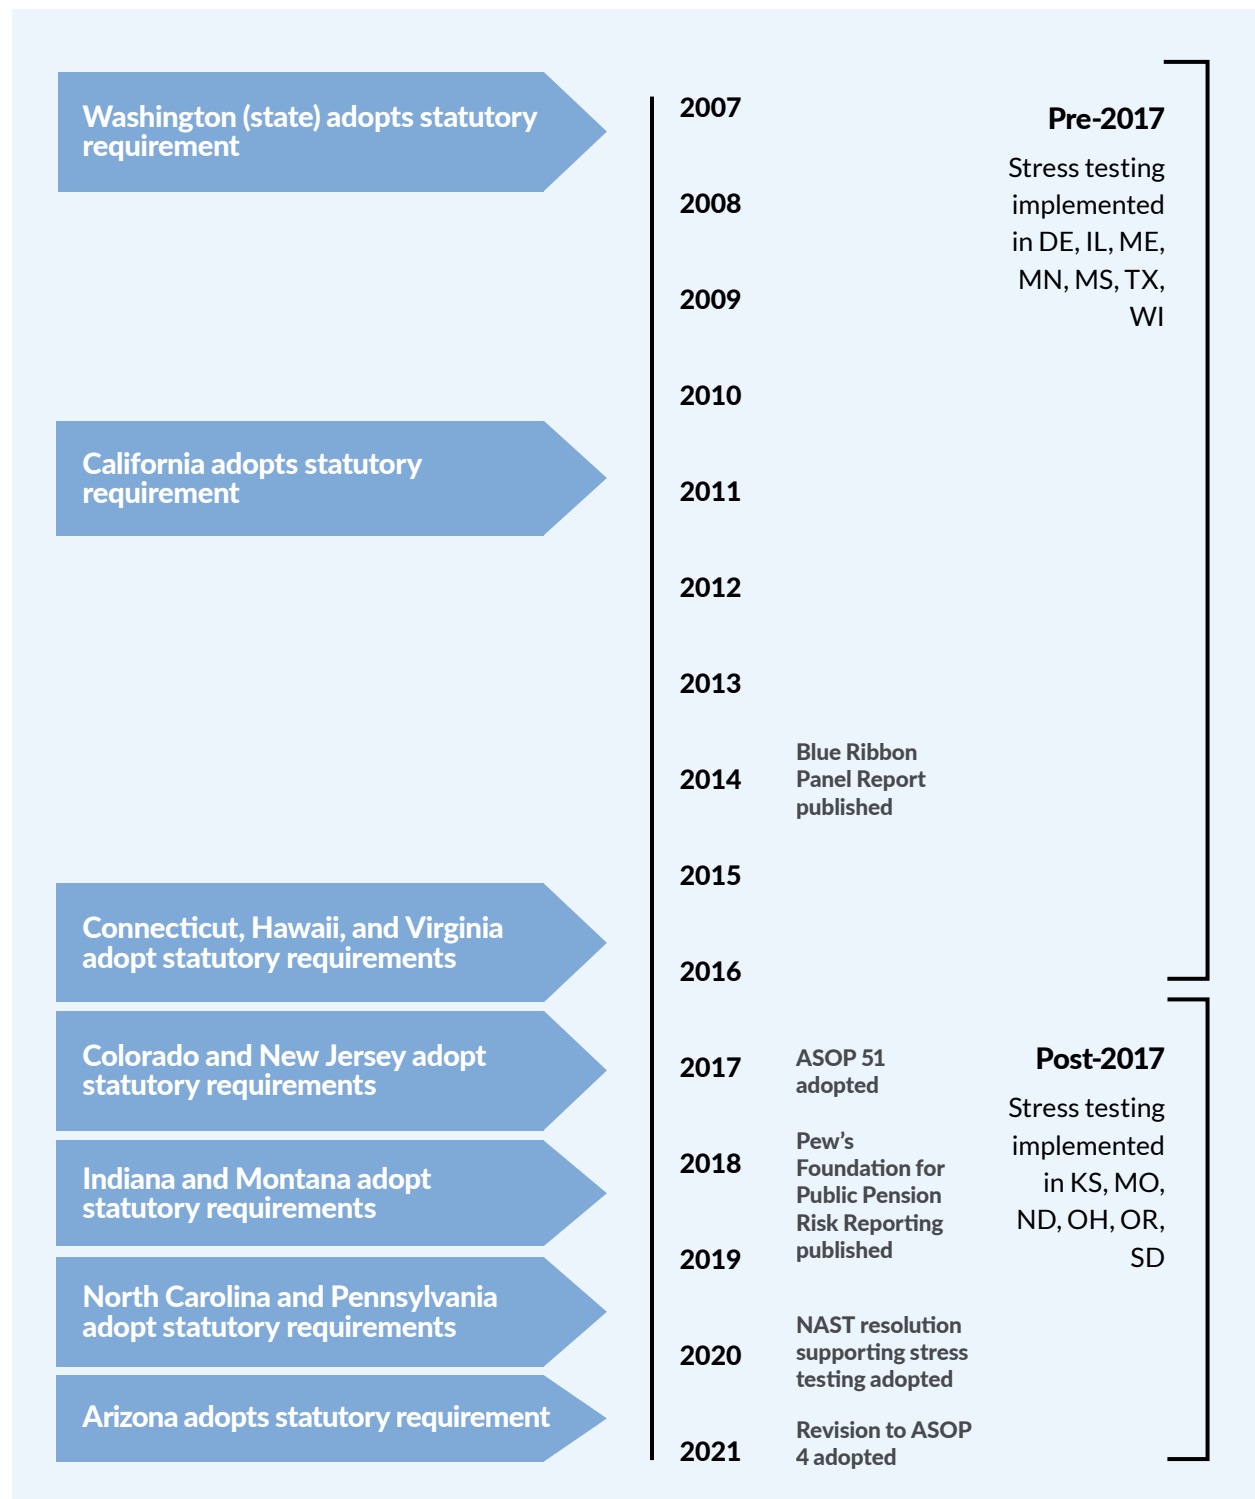 Washington (state) adopts statutory
requirement
California adopts statutory
requirement
Connecticut, Hawaii, and Virginia
adopt statutory requirements
Colorado and New Jersey adopt
statutory requirements
Indiana and Montana adopt
statutory requirements
North Carolina and Pennsylvania
adopt statutory requirements
Arizona adopts statutory requirement
2007
2008
2009
2010
2011
2012
2013
2014
2015
2016
2017
2018
2019
2020
2021
Blue Ribbon
Panel Report
published
ASOP 51
adopted
Pew’s
Foundation for
Public Pension
Risk Reporting
published
NAST resolution
supporting stress
testing adopted
Revision to ASOP
4 adopted
Pre-2017
Stress testing
implemented
in DE, IL, ME,
MN, MS, TX,
WI
Post-2017
Stress testing
implemented
in KS, MO,
ND, OH, OR,
SD